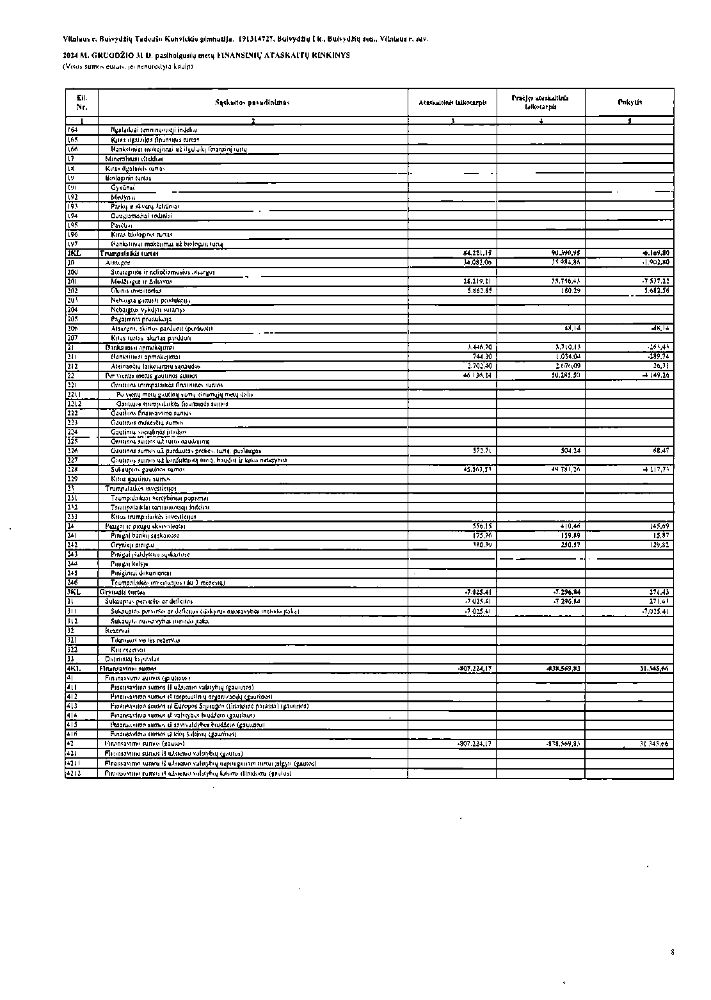 Vilniaus r. Buivydžių Tadeušo Konvickio gimnazija, 191314727, Buivydžių I k., Buivydžių sen., Vilniaus r. sav.
2024 M. GRUODŽIO 31 D. pasibaigusių metų FINANSINIŲ ATASKAITŲ RINKINYS
(Visos sumos eurais, jei nenurodyta kitaip)
Eil. Nr. Sąskaitos pavadinimas Ataskaitinis laikotarpis Praėjęs ataskaitinis laikotarpis Pokytis
1 2 3 4 5
164 Ilgalaikiai terminuotieji indėliai
165 Kitas ilgalaikis finansinis turtas
166 Išankstiniai mokėjimai už ilgalaikį finansinį turtą
17 Mineraliniai ištekliai
18 Kitas ilgalaikis turtas
19 Biologinis turtas
191 Gyvūnai
192 Medynai
193 Parkų ir skverų želdiniai
194 Daugiamečiai sodiniai
195 Pasėliai
196 Kitas biologinis turtas
197 Išankstiniai mokėjimai už biologinį turtą
2KL Trumpalaikis turtas 84.221,15 90.390,95 -6.169,80
20 Atsargos 34.082,06 35.984,86 -1.902,80
200 Strateginės ir neliečiamosios atsargos
201 Medžiagos ir žaliavos 28.219,21 35.756,43 -7.537,22
202 Ūkinis inventorius 5.862,85 180,29 5.682,56
203 Nebaigta gaminti produkcija
204 Nebaigtos vykdyti sutartys
205 Pagaminta produkcija
206 Atsargos, skirtos parduoti (perduoti) 48,14 -48,14
207 Kitas turtas, skirtas parduoti
21 Išankstiniai apmokėjimai 3.446,70 3.710,13 -263,43
211 Išankstiniai apmokėjimai 744,30 1.034,04 -289,74
212 Ateinančių laikotarpių sąnaudos 2.702,40 2.676,09 26,31
22 Per vienus metus gautinos sumos 46.136,24 50.285,50 -4.149,26
221 Gautinos trumpalaikės finansinės sumos
2211 Po vienų metų gautinų sumų einamųjų metų dalis
2212 Gautinos trumpalaikės finansinės sumos
222 Gautinos finansavimo sumos
223 Gautinos mokesčių sumos
224 Gautinos socialinės įmokos
225 Gautinos sumos už turto naudojimą
226 Gautinos sumos už parduotas prekes, turtą, paslaugas 572,71 504,24 68,47
227 Gautinos sumos už konfiskuotą turtą, baudos ir kitos netesybos
228 Sukauptos gautinos sumos 45.563,53 49.781,26 -4.217,73
229 Kitos gautinos sumos
23 Trumpalaikės investicijos
231 Trumpalaikiai vertybiniai popieriai
232 Trumpalaikiai terminuotieji indėliai
233 Kitos trumpalaikės investicijos
24 Pinigai ir pinigų ekvivalentai 556,15 410,46 145,69
241 Pinigai bankų sąskaitose 175,76 159,89 15,87
242 Grynieji pinigai 380,39 250,57 129,82
243 Pinigai įšaldytose sąskaitose
244 Pinigai kelyje
245 Piniginiai dokumentai
246 Trumpalaikės investicijos (iki 3 mėnesių)
3KL Grynasis turtas -7.025,41 -7.296,84 271,43
31 Sukauptas perviršis ar deficitas -7.025,41 -7.296,84 271,43
311 Sukauptas perviršis ar deficitas (išskyrus nuosavybės metodo įtaką) -7.025,41 -7.025,41
312 Sukaupta nuosavybės metodo įtaka
32 Rezervai
321 Tikrosios vertės rezervas
322 Kiti rezervai
33 Dalininkų kapitalas
4KL Finansavimo sumos -807.224,17 -838.569,83 31.345,66
41 Finansavimo sumos (gautinos)
411 Finansavimo sumos iš užsienio valstybių (gautinos)
412 Finansavimo sumos iš tarptautinių organizacijų (gautinos)
413 Finansavimo sumos iš Europos Sąjungos (finansinė parama) (gautinos)
414 Finansavimo sumos iš valstybės biudžeto (gautinos)
415 Finansavimo sumos iš savivaldybės biudžeto (gautinos)
416 Finansavimo sumos iš kitų šaltinių (gautinos)
42 Finansavimo sumos (gautos) -807.224,17 -838.569,83 31.345,66
421 Finansavimo sumos iš užsienio valstybių (gautos)
4211 Finansavimo sumos iš užsienio valstybių nepiniginiam turtui įsigyti (gautos)
4212 Finansavimo sumos iš užsienio valstybių kitoms išlaidoms (gautos)
8